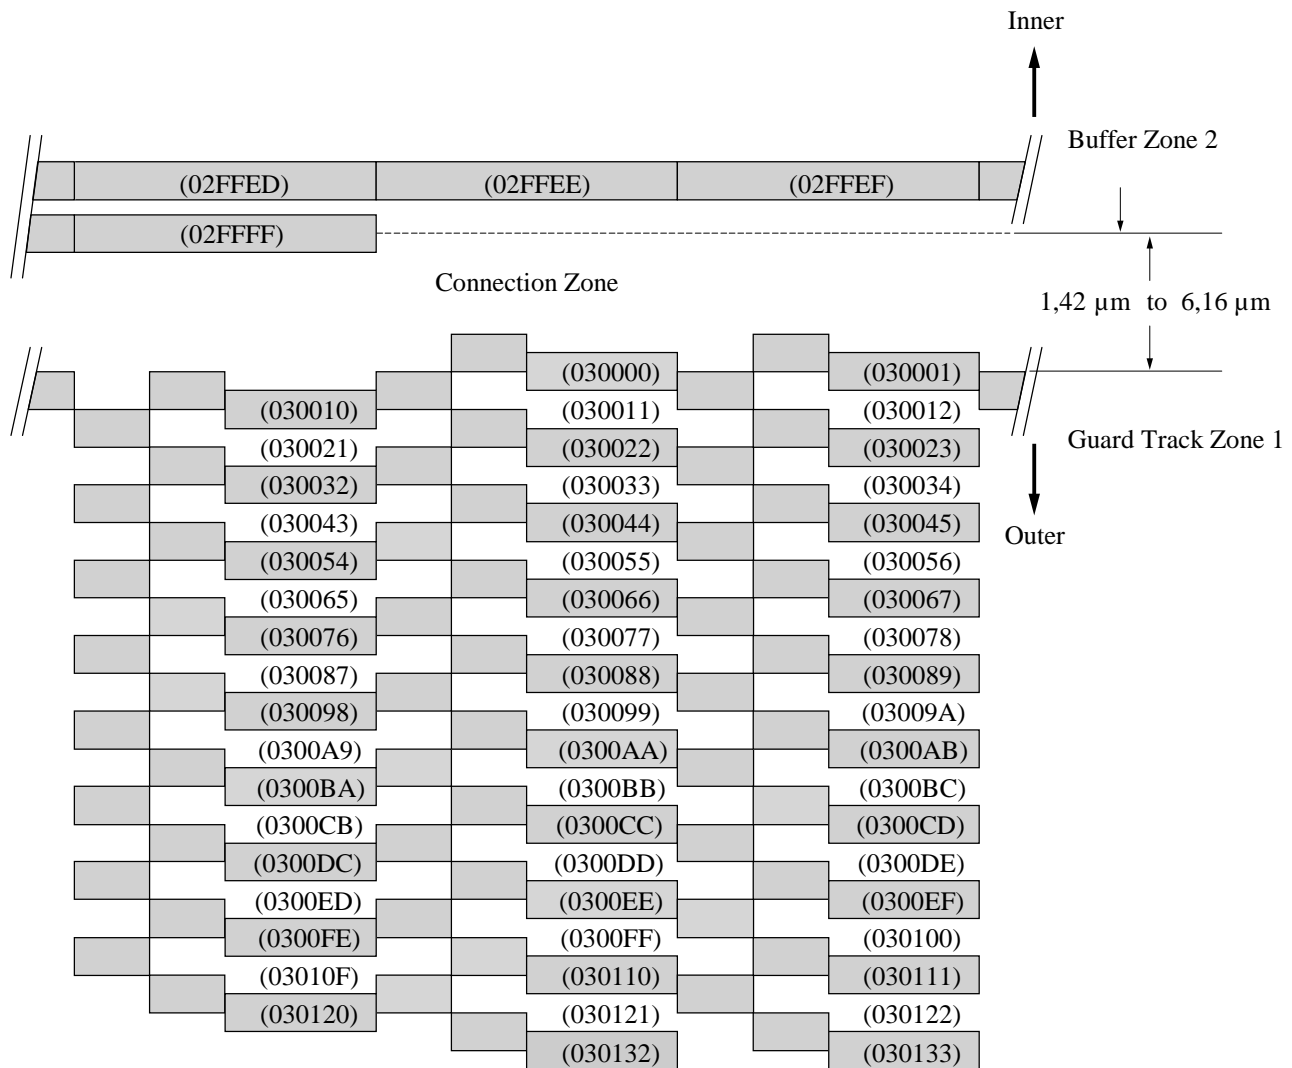 Inner
Buffer Zone 2
(02FFED) (02FFEE) (02FFEF)
(02FFFF)
Connection Zone
1,42 µm to 6,16 µm
(030000) (030001)
(030010) (030011) (030012)
Guard Track Zone 1
(030021) (030022) (030023)
(030032) (030033) (030034)
(030043) (030044) (030045)
Outer
(030054) (030055) (030056)
(030065) (030066) (030067)
(030076) (030077) (030078)
(030087) (030088) (030089)
(030098) (030099) (03009A)
(0300A9) (0300AA) (0300AB)
(0300BA) (0300BB) (0300BC)
(0300CB) (0300CC) (0300CD)
(0300DC) (0300DD) (0300DE)
(0300ED) (0300EE) (0300EF)
(0300FE) (0300FF) (030100)
(03010F) (030110) (030111)
(030120) (030121) (030122)
(030132) (030133)